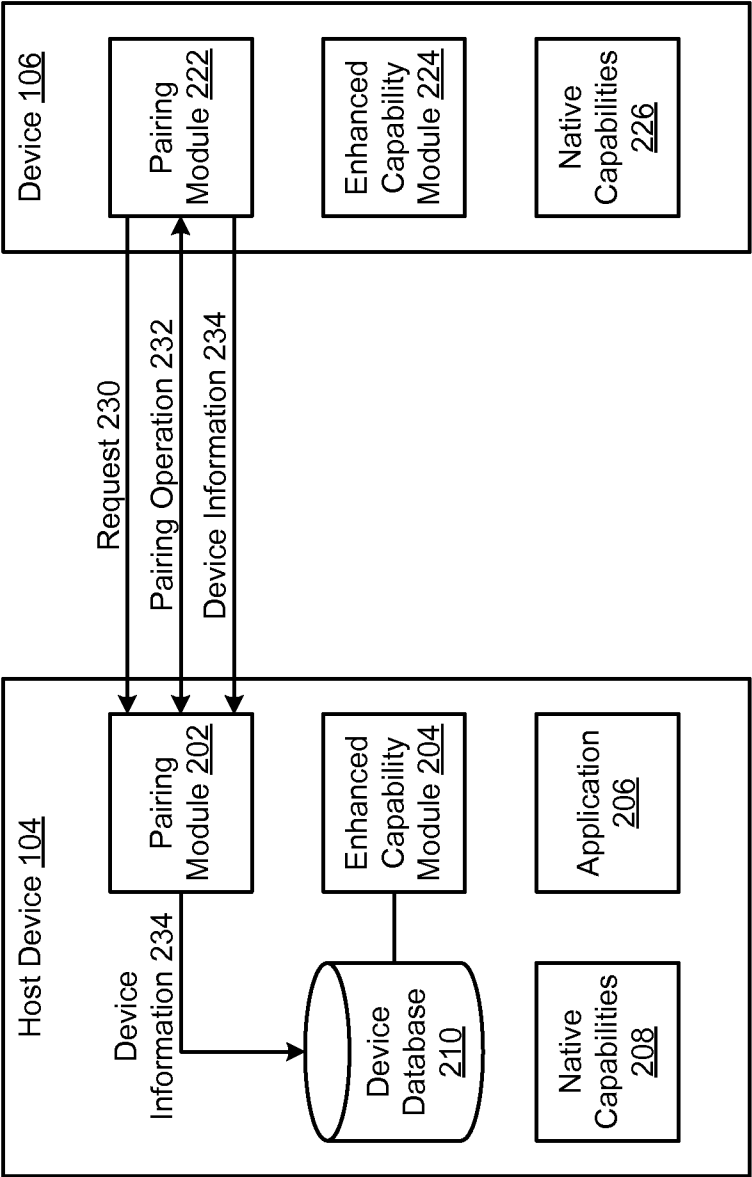 Host Device 104
Device
Information 234
Pairing
Module 202
Device
Database
210
Enhanced
Capability
Module 204
Native
Capabilities
208
Application
206
Request 230
Pairing Operation 232
Device Information 234
Device 106
Pairing
Module 222
Enhanced
Capability
Module 224
Native
Capabilities
226